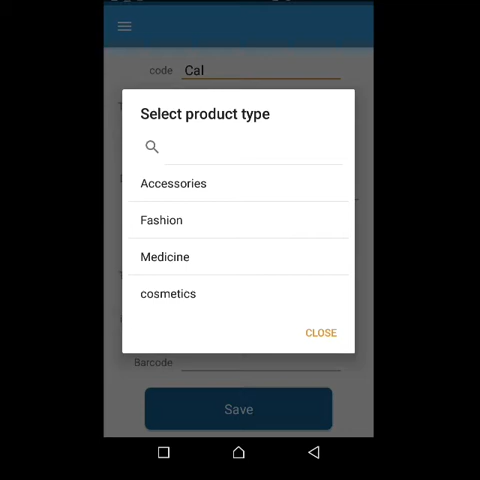 code Cal
Select product type
Accessories
Fashion
Medicine
cosmetics
CLOSE
Barcode
Save